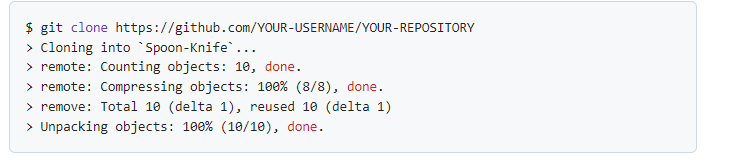 $ git clone https://github.com/YOUR-USERNAME/YOUR-REPOSITORY
> Cloning into `Spoon-Knife`...
> remote: Counting objects: 10, done.
> remote: Compressing objects: 100% (8/8), done.
> remove: Total 10 (delta 1), reused 10 (delta 1)
> Unpacking objects: 100% (10/10), done.